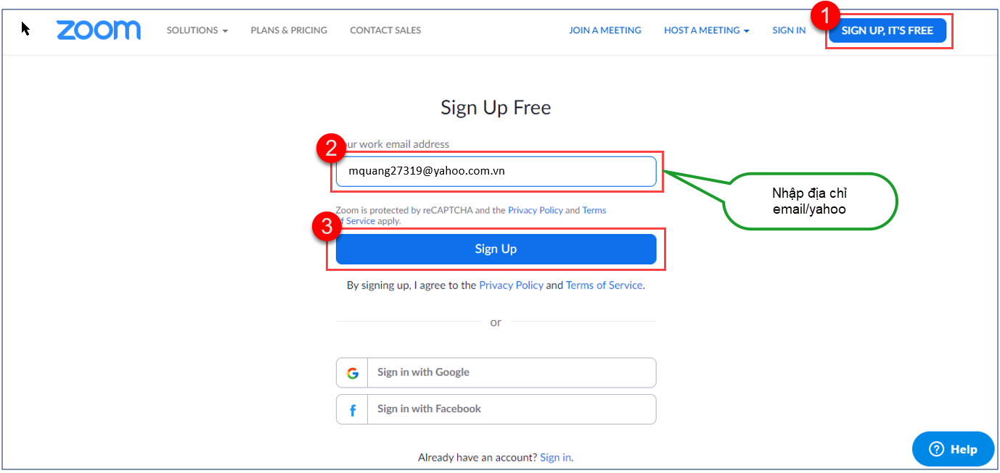 zoom SOLUTIONS PLANS & PRICING CONTACT SALES JOIN A MEETING HOST A MEETING SIGN IN 1 SIGN UP, IT'S FREE
Sign Up Free
2 ur work email address
mquang27319@yahoo.com.vn
Nhập địa chỉ
email/yahoo
Zoom is protected by reCAPTCHA and the Privacy Policy and Terms
f Service apply.
3
Sign Up
By signing up, I agree to the Privacy Policy and Terms of Service.
or
G Sign in with Google
f Sign in with Facebook
Already have an account? Sign in.
? Help